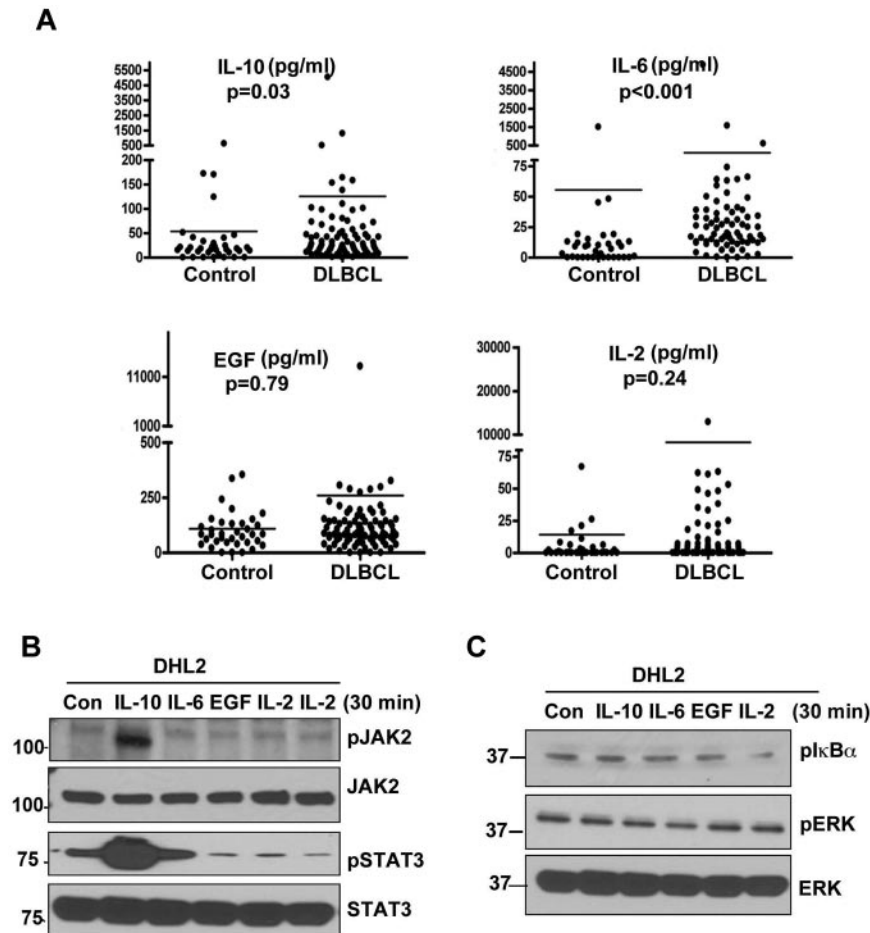 A
IL-10 (pg/ml)
p=0.03
5500
4500
3500
2500
1500
500
200
150
100
50
0
Control DLBCL
IL-6 (pg/ml)
p<0.001
4500
3500
2500
1500
500
75
50
25
0
Control DLBCL
EGF (pg/ml)
p=0.79
11000
1000
500
250
0
Control DLBCL
IL-2 (pg/ml)
p=0.24
30000
20000
10000
75
50
25
0
Control DLBCL
B
DHL2
Con IL-10 IL-6 EGF IL-2 IL-2 (30 min)
100 pJAK2
100 JAK2
75 pSTAT3
75 STAT3
C
DHL2
Con IL-10 IL-6 EGF IL-2 (30 min)
37 pIκBα
37 pERK
37 ERK